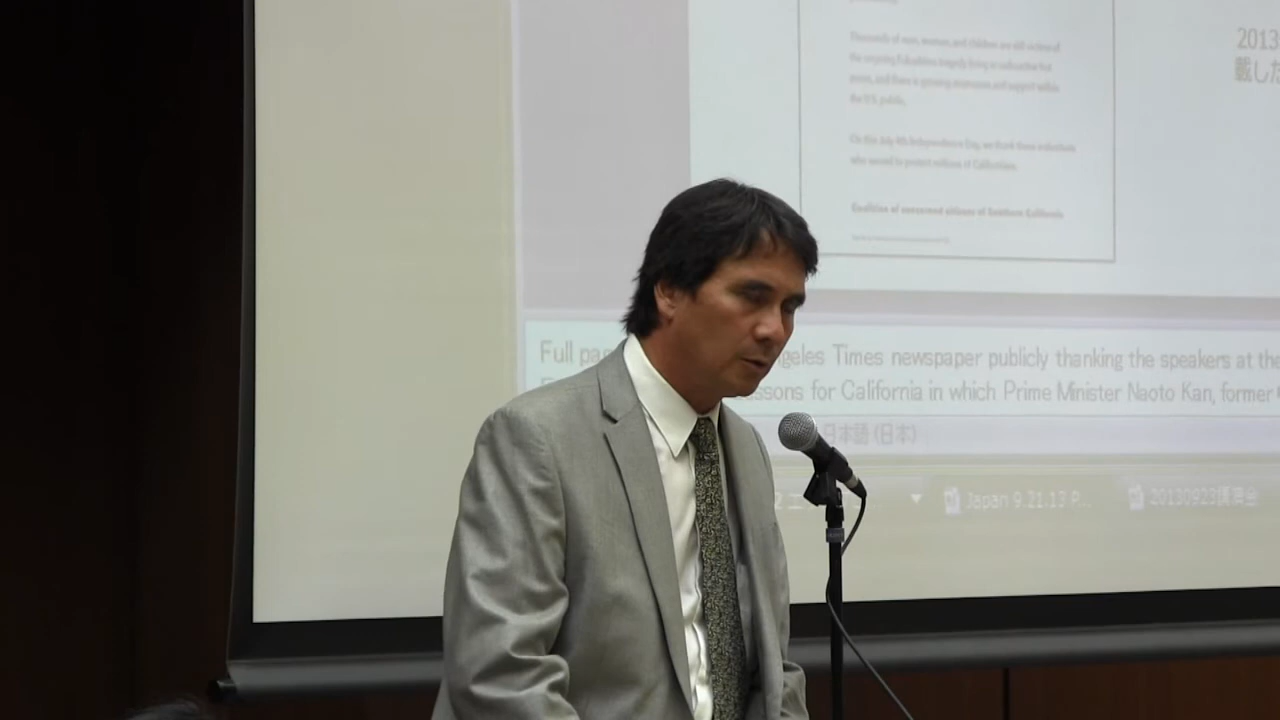 Thousands of men, women, and children are still victims of
the ongoing Fukushima tragedy living in radioactive hot
zones, and there is growing awareness and support within
the U.S. public.
On this July 4th Independence Day, we thank these individuals
who served to protect millions of Californians.
Coalition of concerned citizens of Southern California
2013
載した
Full pa geles Times newspaper publicly thanking the speakers at the
ssons for California in which Prime Minister Naoto Kan, former
日本語 (日本)
Japan 9.21.13 P...
20130923講演会